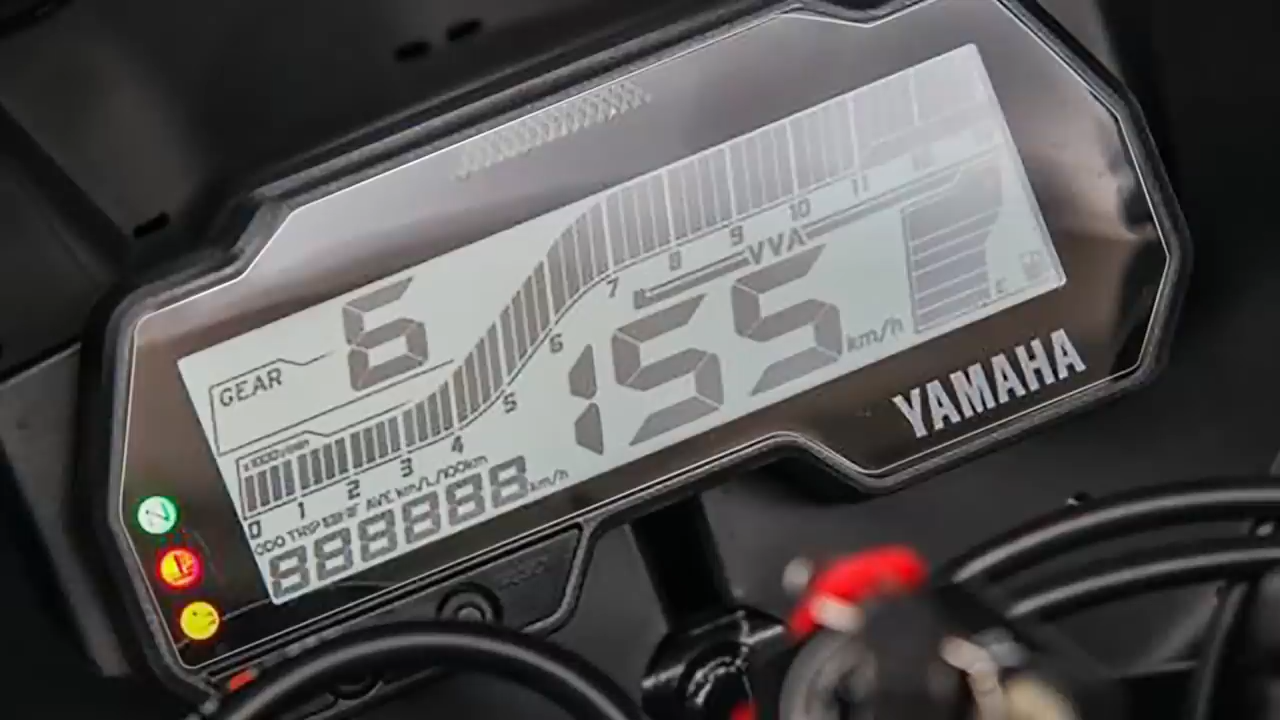 GEAR 6
x1000r/min
0 1 2 3 4 5 6 7 8 9 10 11
VVA
155 km/h
ODO TRIP
AVE km/L/100km
888888 km/h
E
YAMAHA
N